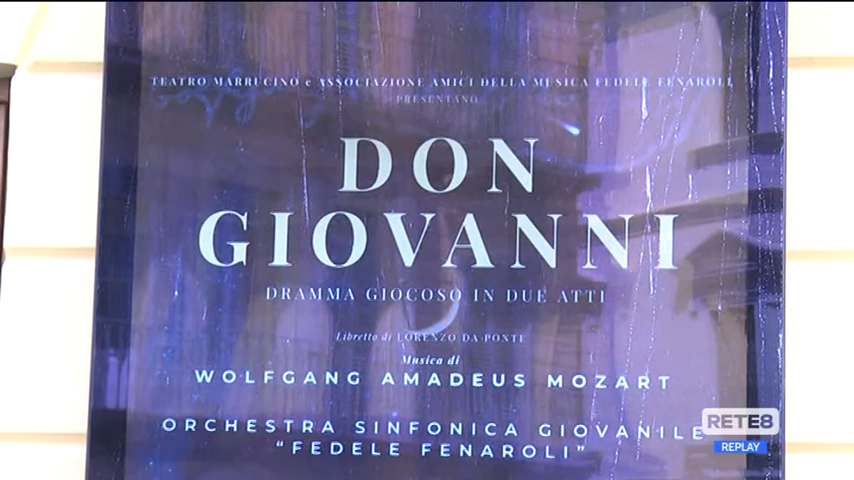 TEATRO MARRUCINO e ASSOCIAZIONE AMICI DELLA MUSICA FEDELE FENAROLI
PRESENTANO
DON
GIOVANNI
DRAMMA GIOCOSO IN DUE ATTI
Libretto di LORENZO DA PONTE
Musica di
WOLFGANG AMADEUS MOZART
ORCHESTRA SINFONICA GIOVANILE
“FEDELE FENAROLI”
RETE8
REPLAY